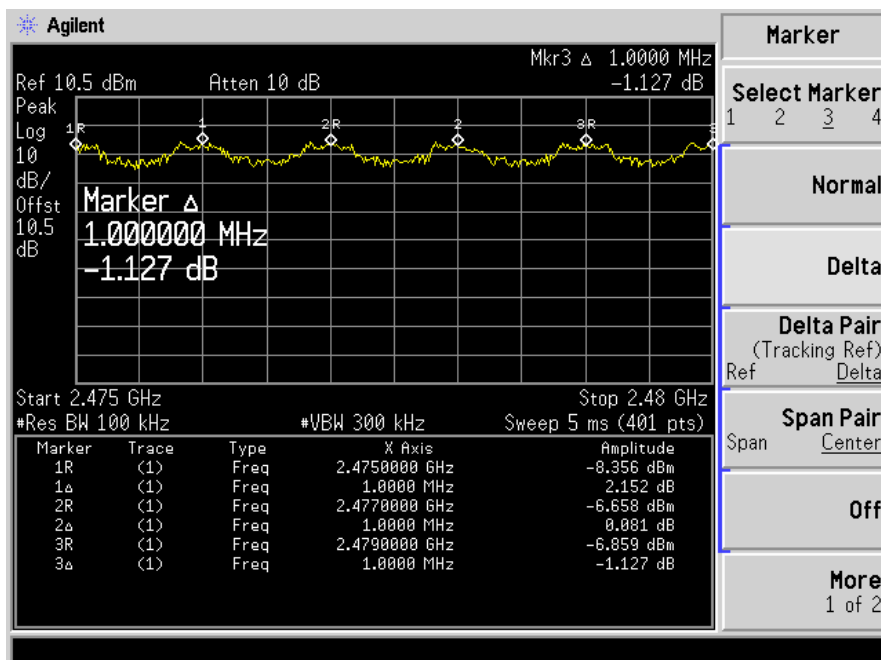 Agilent
Marker
Mkr3 Δ 1.0000 MHz
Ref 10.5 dBm Atten 10 dB -1.127 dB
Peak
Log
10
dB/
Offst
10.5
dB
1R 1 2R 2 3R 3
Marker Δ
1.000000 MHz
-1.127 dB
Start 2.475 GHz Stop 2.48 GHz
#Res BW 100 kHz #VBW 300 kHz Sweep 5 ms (401 pts)
Marker Trace Type X Axis Amplitude
1R (1) Freq 2.4750000 GHz -8.356 dBm
1Δ (1) Freq 1.0000 MHz 2.152 dB
2R (1) Freq 2.4770000 GHz -6.658 dBm
2Δ (1) Freq 1.0000 MHz 0.081 dB
3R (1) Freq 2.4790000 GHz -6.859 dBm
3Δ (1) Freq 1.0000 MHz -1.127 dB
Select Marker
1 2 3 4
Normal
Delta
Delta Pair
(Tracking Ref)
Ref Delta
Span Pair
Span Center
Off
More
1 of 2